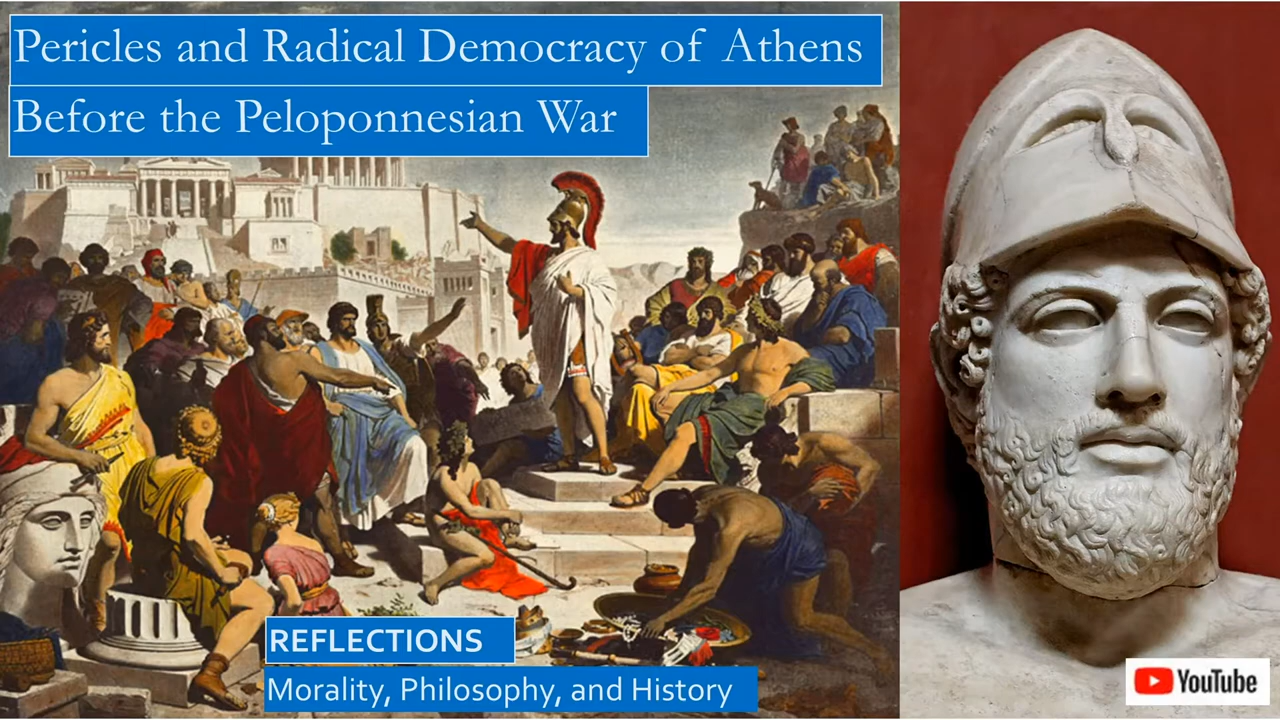 Pericles and Radical Democracy of Athens
Before the Peloponnesian War
REFLECTIONS
Morality, Philosophy, and History
YouTube